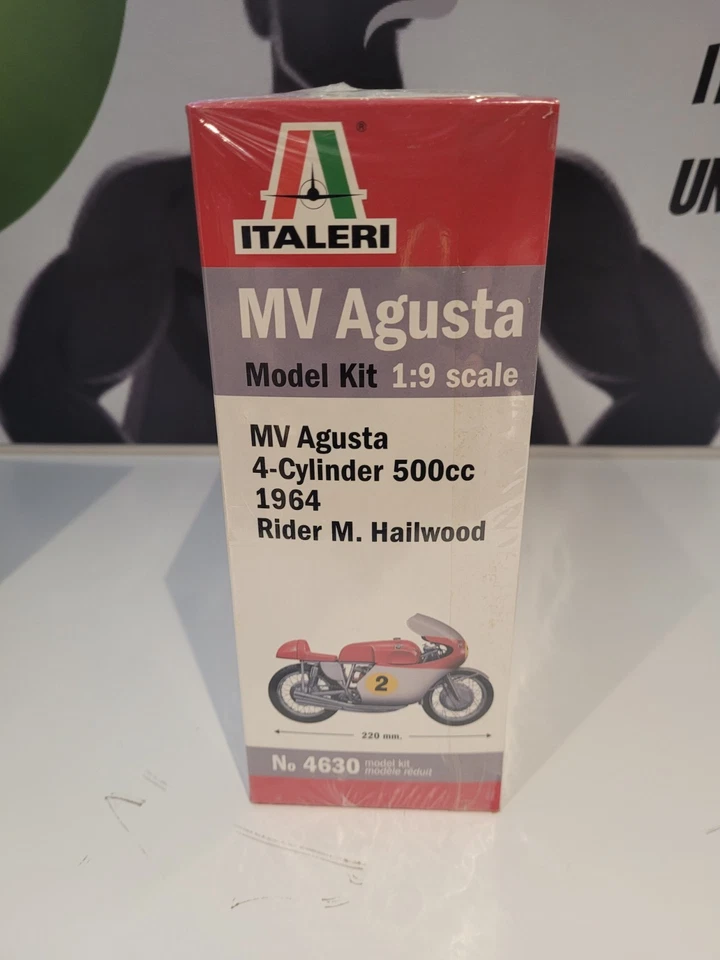 ®
ITALERI
MV Agusta
Model Kit 1:9 scale
MV Agusta
4-Cylinder 500cc
1964
Rider M. Hailwood
2
220 mm.
No 4630 model kit
modèle réduit
UN